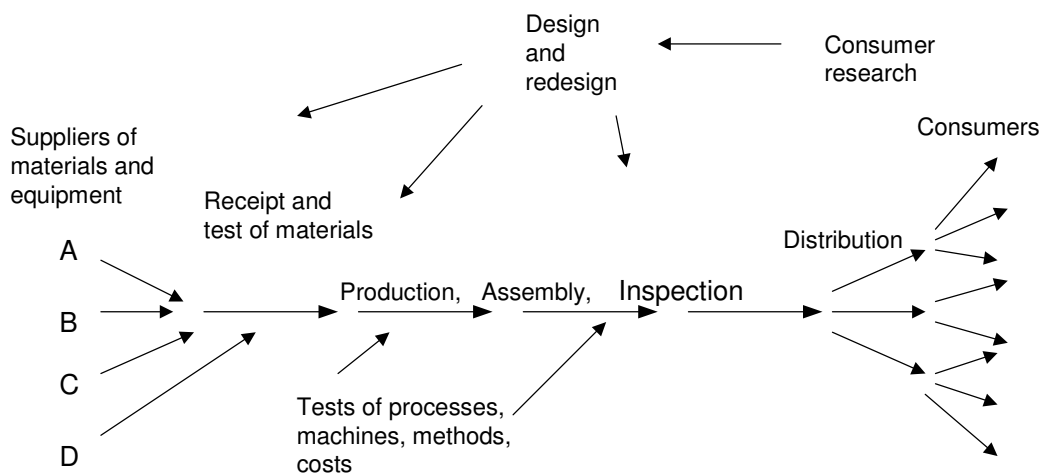 Design
and
redesign
Consumer
research
Consumers
Suppliers of
materials and
equipment
Receipt and
test of materials
A
Distribution
Production, Assembly, Inspection
B
C
Tests of processes,
machines, methods,
costs
D